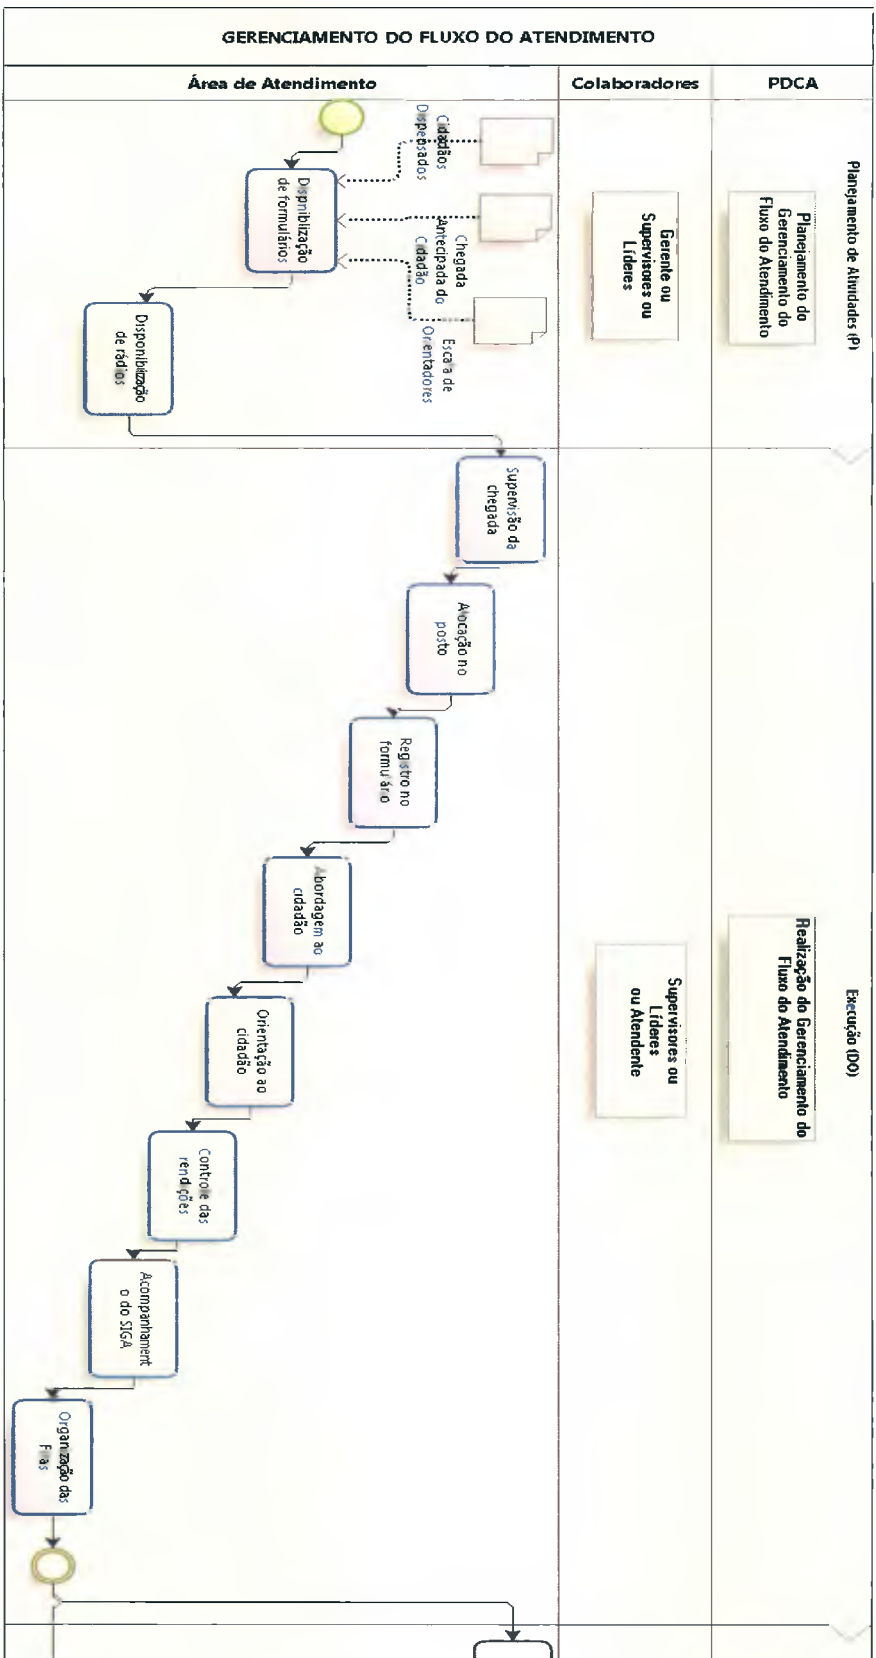 GERENCIAMENTO DO FLUXO DO ATENDIMENTO
Área de Atendimento
Colaboradores
PDCA
Planejamento de Atividades (P)
Planejamento do
Gerenciamento do
Fluxo do Atendimento
Gerente ou
Supervisores ou
Líderes
Cidadãos
Dispensados
Chegada
Antecipada do
Cidadão
Escala de
Orientadores
Dispnibilização
de formulários
Disponibilização
de rádios
Execução (DO)
Realização do Gerenciamento do
Fluxo do Atendimento
Supervisores ou
Líderes
ou Atendente
Supervisão da
chegada
Alocação no
posto
Registro no
formulário
Abordagem ao
cidadão
Orientação ao
cidadão
Controle das
rendições
Acompanhament
o do SIGA
Organização das
Filas